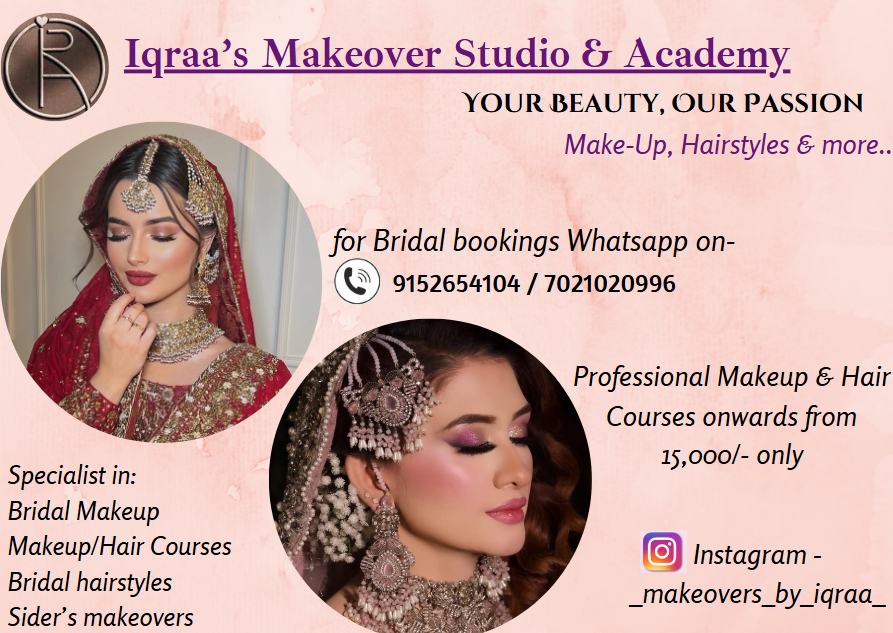 Iqraa's Makeover Studio & Academy
Your Beauty, Our Passion
Make-Up, Hairstyles & more..
for Bridal bookings Whatsapp on-
9152654104 / 7021020996
Professional Makeup & Hair
Courses onwards from
15,000/- only
Specialist in:
Bridal Makeup
Makeup/Hair Courses
Bridal hairstyles
Sider's makeovers
Instagram -
_makeovers_by_iqraa_